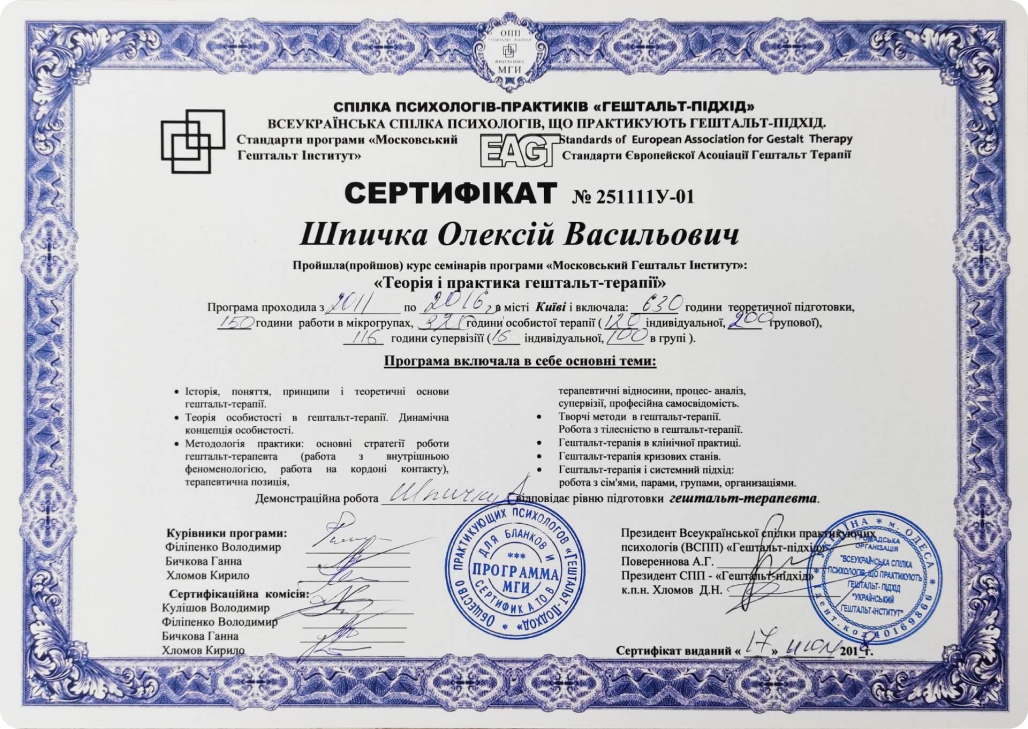 ОПП
МГИ
СПІЛКА ПСИХОЛОГІВ-ПРАКТИКІВ «ГЕШТАЛЬТ-ПІДХІД»
ВСЕУКРАЇНСЬКА СПІЛКА ПСИХОЛОГІВ, ЩО ПРАКТИКУЮТЬ ГЕШТАЛЬТ-ПІДХІД.
Стандарти програми «Московський
Гештальт Інститут»
EAGT
Standards of European Association for Gestalt Therapy
Стандарти Європейскої Асоціації Гештальт Терапії
СЕРТИФІКАТ № 251111У-01
Шпичка Олексій Васильович
Пройшла(пройшов) курс семінарів програми «Московський Гештальт Інститут»:
«Теорія і практика гештальт-терапії»
Програма проходила з 2011 по 2016 в місті Київі і включала: 630 години теоретичної підготовки,
150 години работи в мікрогрупах, 320 години особистої терапії ( 120 індивідуальної, 200 групової),
116 години супервізіїї ( 16 індивідуальної, 100 в групі ).
Програма включала в себе основні теми:
• Історія, поняття, принципи і теоретичні основи
гештальт-терапії.
• Теорія особистості в гештальт-терапії. Динамічна
концепція особистості.
• Методологія практики: основні стратегії роботи
гештальт-терапевта (работа з внутрішньою
феноменологією, работа на кордоні контакту),
терапевтична позиція,
терапевтичні відносини, процес- аналіз,
супервізії, професійна самосвідомість.
• Творчі методи в гештальт-терапії.
Робота з тілесністю в гештальт-терапії.
• Гештальт-терапія в клінічної практиці.
• Гештальт-терапія кризових станів.
• Гештальт-терапія і системний підхід:
робота з сім'ями, парами, групами, организаціями.
Демонстраційна робота Шпичка відповідає рівню підготовки гештальт-терапевта.
Курівники програми:
Філіпенко Володимир
Бичкова Ганна
Хломов Кирило
Сертифікаційна комісія:
Кулішов Володимир
Філіпенко Володимир
Бичкова Ганна
Хломов Кирило
ОБЩЕСТВО ПРАКТИКУЮЩИХ ПСИХОЛОГОВ «ГЕШТАЛЬТ-ПОДХОД»
ДЛЯ БЛАНКОВ И
***
ПРОГРАММА
МГИ
СЕРТИФИКАТОВ
Президент Всеукраїнської спілки практикуючих
психологів (ВСПП) «Гештальт-підхід»
Поверенноva А.Г.
Президент СПП - «Гештальт-підхід»
к.п.н. Хломов Д.Н.
УКРАЇНА * м. ОДЕСА
ГРОМАДСЬКА
ОРГАНІЗАЦІЯ
"ВСЕУКРАЇНСЬКА СПІЛКА
ПСИХОЛОГІВ, ЩО ПРАКТИКУЮТЬ
ГЕШТАЛЬТ- ПІДХІД
"УКРАЇНСЬКИЙ
ГЕШТАЛЬТ-ІНСТИТУТ"
Ідент. код 40169866
Сертифікат виданий « 17 » июля 201 г.